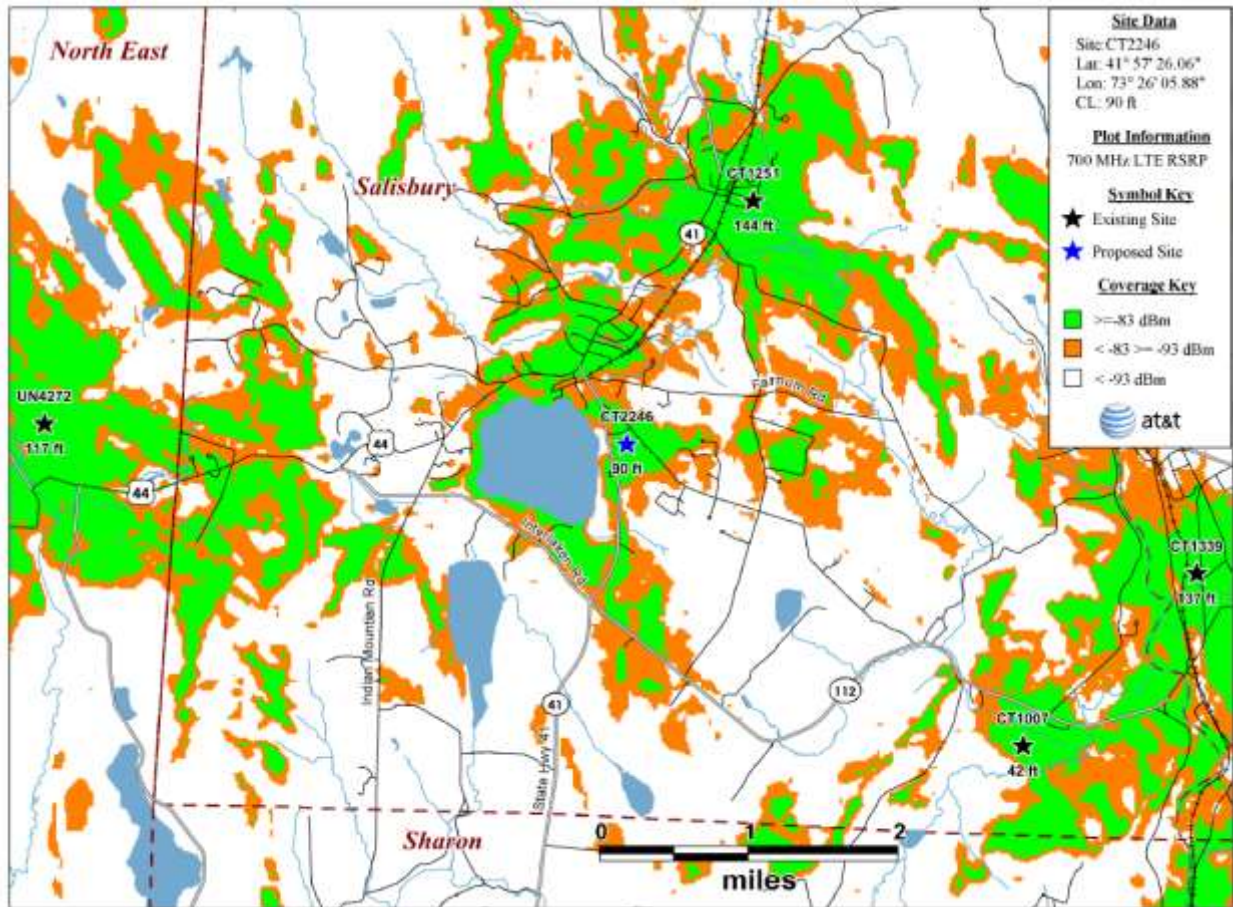 North East
Salisbury
CT1251
144 ft
41
Farnum Rd
UN4272
117 ft
44
44
CT2246
90 ft
Interlaken Rd
Indian Mountian Rd
41
State Hwy 41
112
CT1339
137 ft
CT1007
42 ft
Sharon
0 1 2
miles
Site Data
Site: CT2246
Lat: 41° 57' 26.06"
Lon: 73° 26' 05.88"
CL: 90 ft
Plot Information
700 MHz LTE RSRP
Symbol Key
Existing Site
Proposed Site
Coverage Key
>=-83 dBm
< -83 >= -93 dBm
< -93 dBm
at&t